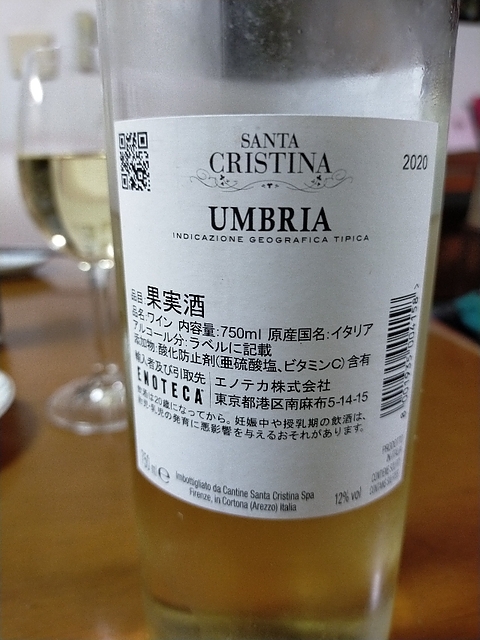 SANTA
CRISTINA
2020
UMBRIA
INDICAZIONE GEOGRAFICA TIPICA
品目:果実酒
品名:ワイン 内容量:750ml 原産国名:イタリア
アルコール分:ラベルに記載
添加物:酸化防止剤(亜硫酸塩、ビタミンC)含有
輸入者及び引取先
ENOTECA
エノテカ株式会社
東京都港区南麻布5-14-15
飲酒は20歳になってから。妊娠中や授乳期の飲酒は、
胎児・乳児の発育に悪影響を与えるおそれがあります。
Imbottigliato da Cantine Santa Cristina Spa
Firenze, in Cortona (Arezzo) Italia
12% vol